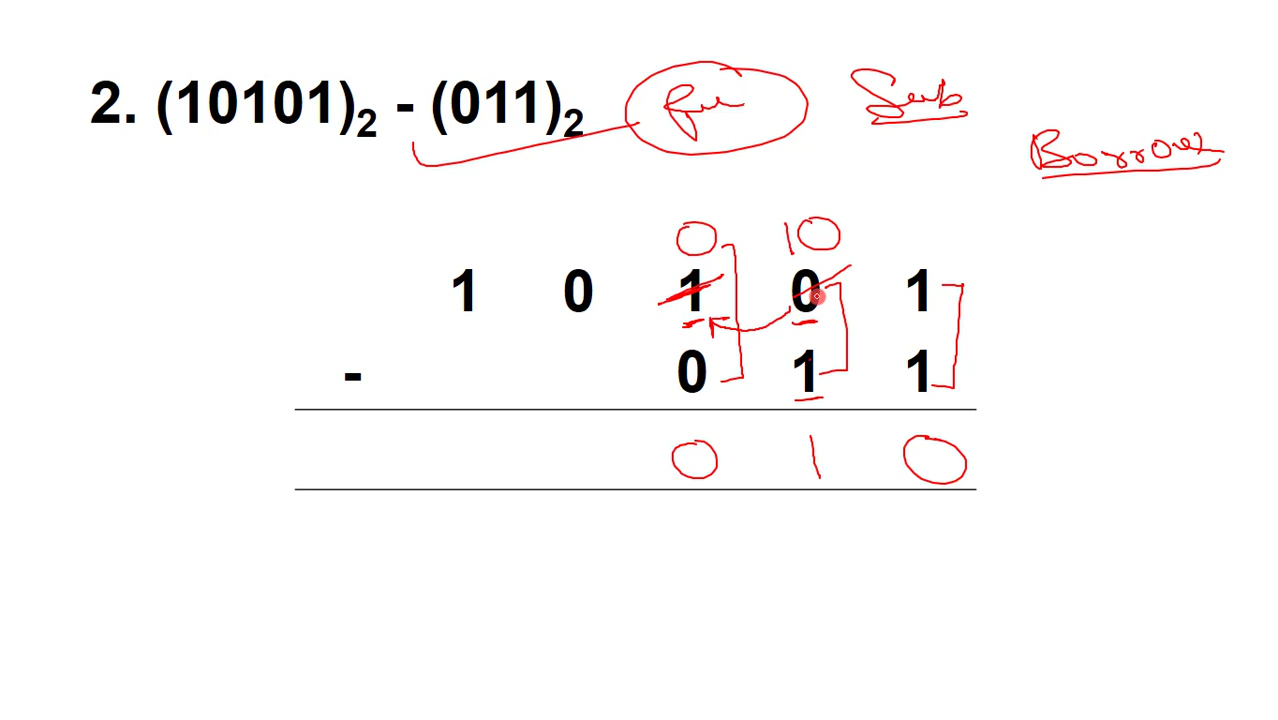 2. (10101)₂ - (011)₂ Sub
Borrow
0 10
1 0 1 0 1
- 0 1 1
0 1 0